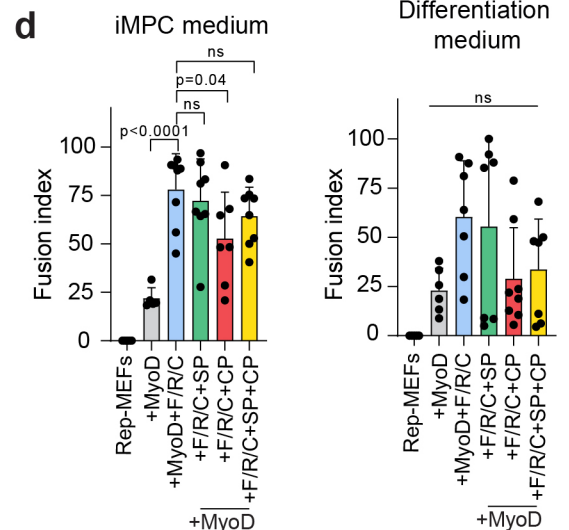 d
iMPC medium
ns
p=0.04
ns
p<0.0001
100
75
50
25
0
Fusion index
Rep-MEFs
+MyoD
+MyoD+F/R/C
+F/R/C+SP
+F/R/C+CP
+F/R/C+SP+CP
+MyoD
Differentiation
medium
ns
100
75
50
25
0
Fusion index
Rep-MEFs
+MyoD
+MyoD+F/R/C
+F/R/C+SP
+F/R/C+CP
+F/R/C+SP+CP
+MyoD